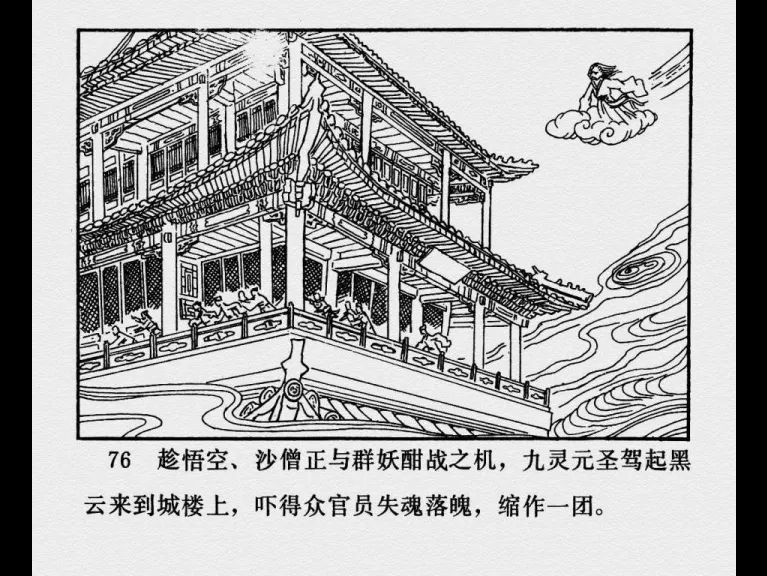 76 趁悟空、沙僧正与群妖酣战之机，九灵元圣驾起黑
云来到城楼上，吓得众官员失魂落魄，缩作一团。